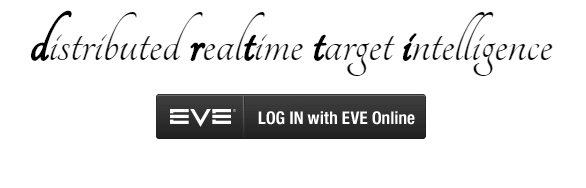 distributed realtime target intelligence
EVE LOG IN with EVE Online